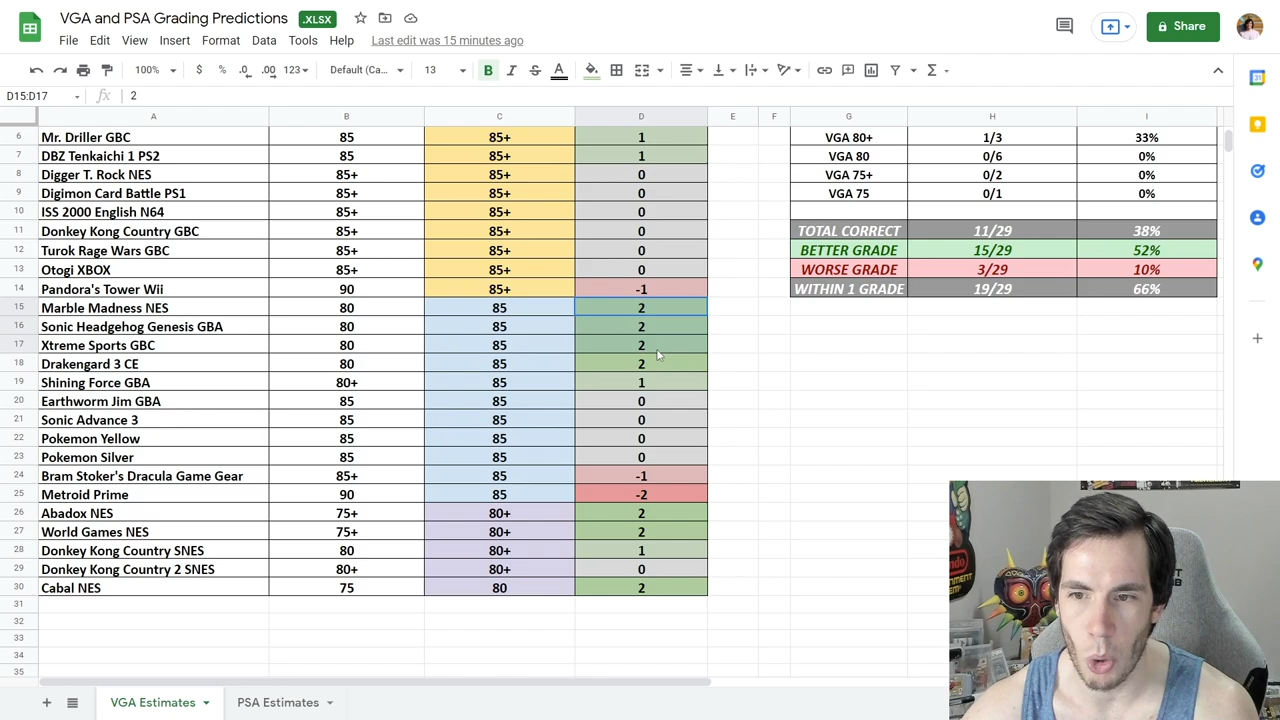 VGA and PSA Grading Predictions .XLSX
File Edit View Insert Format Data Tools Help Last edit was 15 minutes ago
Share
100% $ % .0 .00 123 Default (Ca... 13 B I S A Σ
D15:D17 fx 2
A B C D E F G H I
6 Mr. Driller GBC 85 85+ 1 VGA 80+ 1/3 33%
7 DBZ Tenkaichi 1 PS2 85 85+ 1 VGA 80 0/6 0%
8 Digger T. Rock NES 85+ 85+ 0 VGA 75+ 0/2 0%
9 Digimon Card Battle PS1 85+ 85+ 0 VGA 75 0/1 0%
10 ISS 2000 English N64 85+ 85+ 0
11 Donkey Kong Country GBC 85+ 85+ 0 TOTAL CORRECT 11/29 38%
12 Turok Rage Wars GBC 85+ 85+ 0 BETTER GRADE 15/29 52%
13 Otogi XBOX 85+ 85+ 0 WORSE GRADE 3/29 10%
14 Pandora's Tower Wii 90 85+ -1 WITHIN 1 GRADE 19/29 66%
15 Marble Madness NES 80 85 2
16 Sonic Headgehog Genesis GBA 80 85 2
17 Xtreme Sports GBC 80 85 2
18 Drakengard 3 CE 80 85 2
19 Shining Force GBA 80+ 85 1
20 Earthworm Jim GBA 85 85 0
21 Sonic Advance 3 85 85 0
22 Pokemon Yellow 85 85 0
23 Pokemon Silver 85 85 0
24 Bram Stoker's Dracula Game Gear 85+ 85 -1
25 Metroid Prime 90 85 -2
26 Abadox NES 75+ 80+ 2
27 World Games NES 75+ 80+ 2
28 Donkey Kong Country SNES 80 80+ 1
29 Donkey Kong Country 2 SNES 80+ 80+ 0
30 Cabal NES 75 80 2
31
32
33
34
35
VGA Estimates PSA Estimates